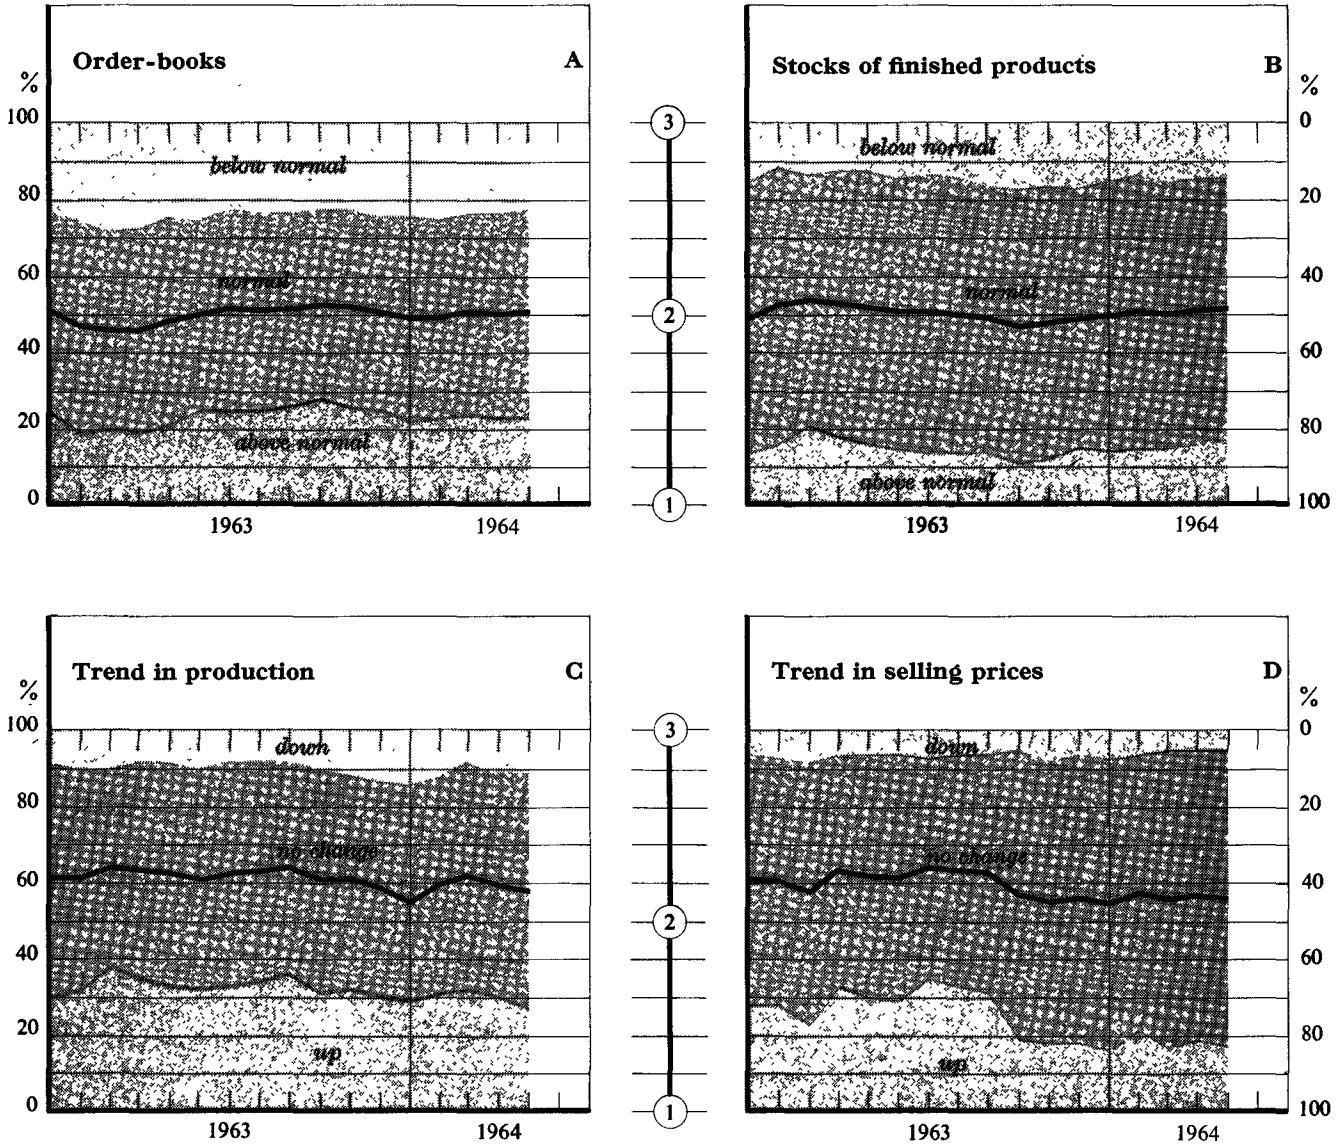 Order-books A
%
100
80
60
40
20
0
below normal
normal
above normal
1963 1964
3
2
1
Stocks of finished products B
%
0
20
40
60
80
100
below normal
normal
above normal
1963 1964
Trend in production C
%
100
80
60
40
20
0
down
no change
up
1963 1964
3
2
1
Trend in selling prices D
%
0
20
40
60
80
100
down
no change
up
1963 1964